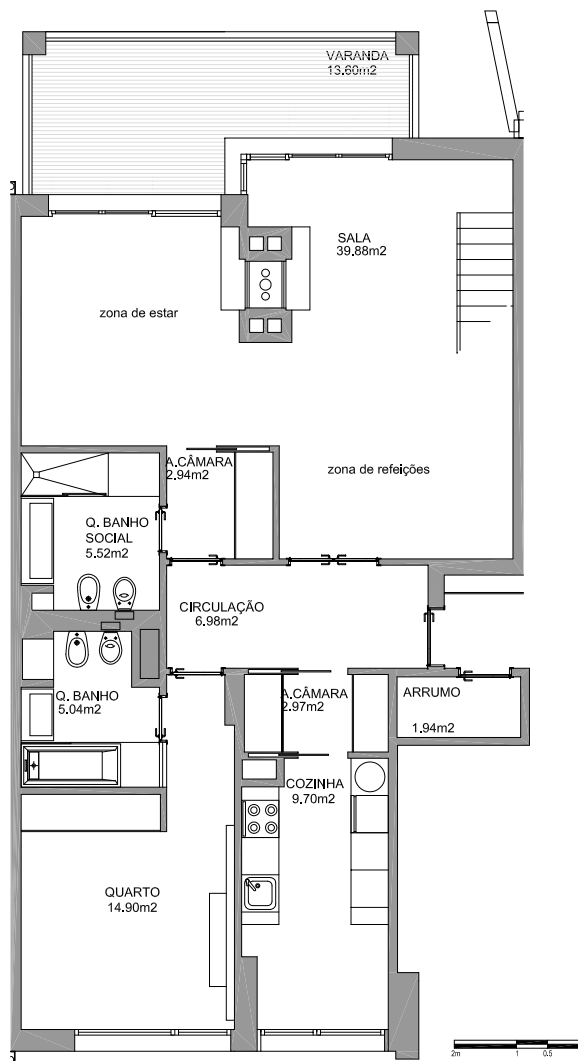 VARANDA
13.60m2
SALA
39.88m2
zona de estar
zona de refeições
A.CÂMARA
2.94m2
Q. BANHO
SOCIAL
5.52m2
CIRCULAÇÃO
6.98m2
Q. BANHO
5.04m2
A.CÂMARA
2.97m2
ARRUMO
1.94m2
COZINHA
9.70m2
QUARTO
14.90m2
2m 1 0.5